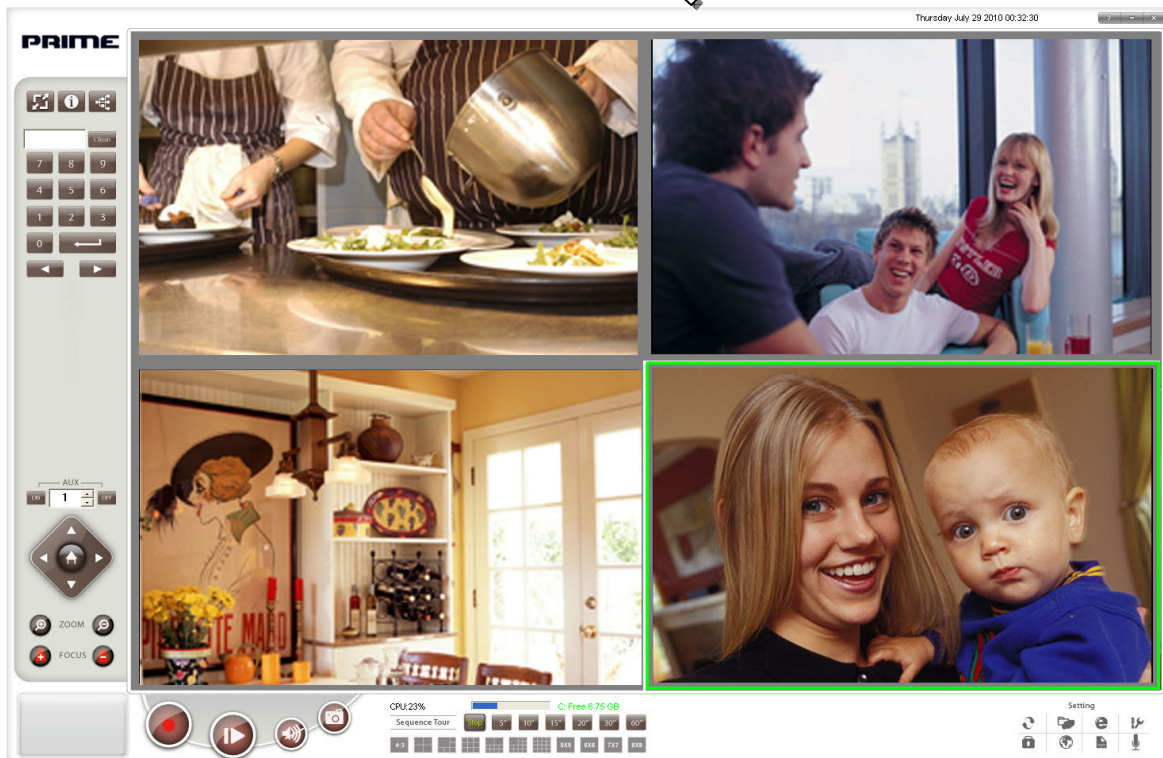 Thursday July 29 2010 00:32:30
? − ×
PRIME
Clean
7 8 9
4 5 6
1 2 3
0
AUX
ON 1 OFF
ZOOM
FOCUS
MAND
CPU:23%
C: Free 6.75 GB
Sequence Tour Stop 5" 10" 15" 20" 30" 60"
4:3 5X5 6X6 7X7 8X8
Setting